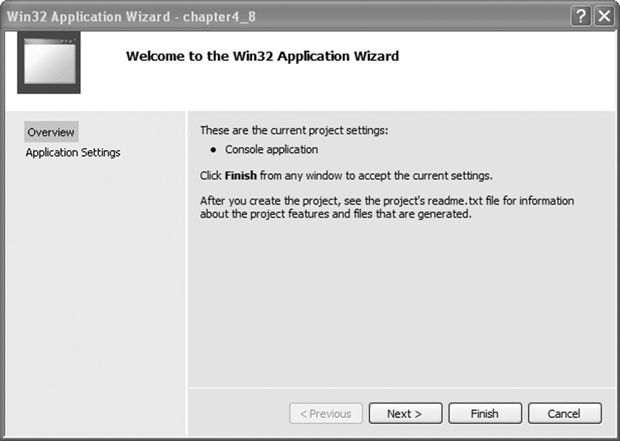 Win32 Application Wizard - chapter4_8
Welcome to the Win32 Application Wizard
Overview
Application Settings
These are the current project settings:
• Console application
Click Finish from any window to accept the current settings.
After you create the project, see the project's readme.txt file for information
about the project features and files that are generated.
< Previous
Next >
Finish
Cancel